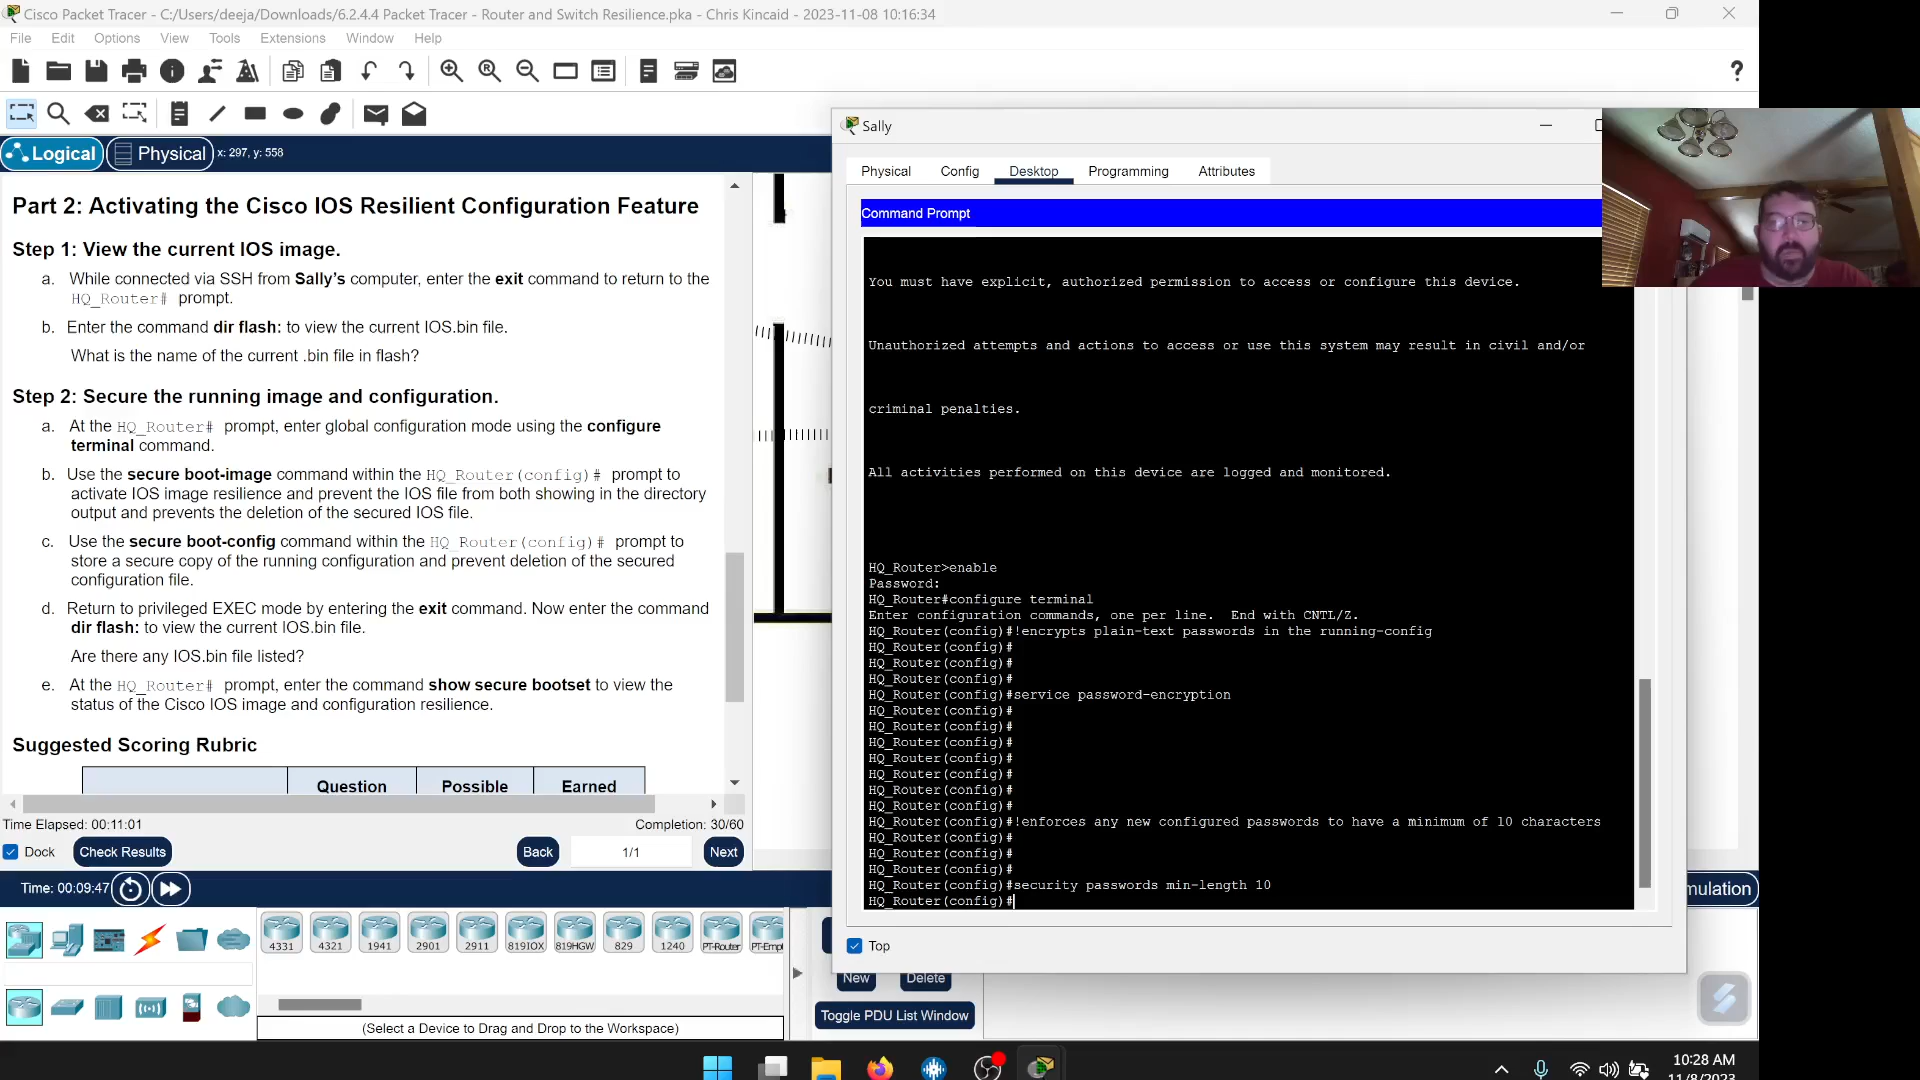 Cisco Packet Tracer - C:/Users/deeja/Downloads/6.2.4.4 Packet Tracer - Router and Switch Resilience.pka - Chris Kincaid - 2023-11-08 10:16:34
File Edit Options View Tools Extensions Window Help
?
Logical Physical x: 297, y: 558
Part 2: Activating the Cisco IOS Resilient Configuration Feature
Step 1: View the current IOS image.
a. While connected via SSH from Sally's computer, enter the exit command to return to the
HQ_Router# prompt.
b. Enter the command dir flash: to view the current IOS.bin file.
What is the name of the current .bin file in flash?
Step 2: Secure the running image and configuration.
a. At the HQ_Router# prompt, enter global configuration mode using the configure
terminal command.
b. Use the secure boot-image command within the HQ_Router(config)# prompt to
activate IOS image resilience and prevent the IOS file from both showing in the directory
output and prevents the deletion of the secured IOS file.
c. Use the secure boot-config command within the HQ_Router(config)# prompt to
store a secure copy of the running configuration and prevent deletion of the secured
configuration file.
d. Return to privileged EXEC mode by entering the exit command. Now enter the command
dir flash: to view the current IOS.bin file.
Are there any IOS.bin file listed?
e. At the HQ_Router# prompt, enter the command show secure bootset to view the
status of the Cisco IOS image and configuration resilience.
Suggested Scoring Rubric
Question Possible Earned
Time Elapsed: 00:11:01 Completion: 30/60
Dock Check Results Back 1/1 Next
Time: 00:09:47
4331 4321 1941 2901 2911 819IOX 819HGW 829 1240 PT-Router PT-Empt
(Select a Device to Drag and Drop to the Workspace)
Sally
Physical Config Desktop Programming Attributes
Command Prompt
You must have explicit, authorized permission to access or configure this device.
Unauthorized attempts and actions to access or use this system may result in civil and/or
criminal penalties.
All activities performed on this device are logged and monitored.
HQ_Router>enable
Password:
HQ_Router#configure terminal
Enter configuration commands, one per line. End with CNTL/Z.
HQ_Router(config)#!encrypts plain-text passwords in the running-config
HQ_Router(config)#
HQ_Router(config)#
HQ_Router(config)#
HQ_Router(config)#service password-encryption
HQ_Router(config)#
HQ_Router(config)#
HQ_Router(config)#
HQ_Router(config)#
HQ_Router(config)#
HQ_Router(config)#
HQ_Router(config)#
HQ_Router(config)#!enforces any new configured passwords to have a minimum of 10 characters
HQ_Router(config)#
HQ_Router(config)#
HQ_Router(config)#
HQ_Router(config)#security passwords min-length 10
HQ_Router(config)#
Top
mulation
New Delete
Toggle PDU List Window
10:28 AM
11/8/2023